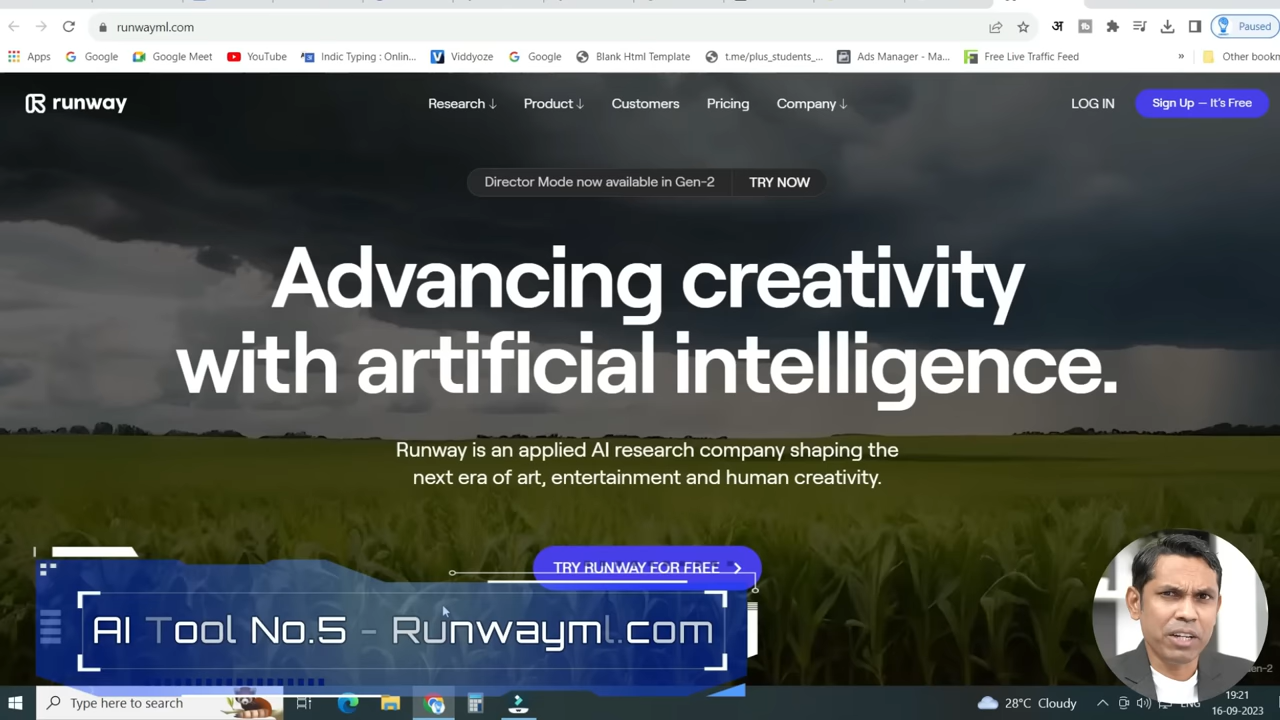 runwayml.com
Paused
Apps
Google
Google Meet
YouTube
Indic Typing : Onlin...
Viddyoze
Google
Blank Html Template
t.me/plus_students_...
Ads Manager - Ma...
Free Live Traffic Feed
»
Other bookm
runway
Research ↓
Product ↓
Customers
Pricing
Company ↓
LOG IN
Sign Up — It's Free
Director Mode now available in Gen-2
TRY NOW
Advancing creativity
with artificial intelligence.
Runway is an applied AI research company shaping the
next era of art, entertainment and human creativity.
TRY RUNWAY FOR FREE
AI Tool No.5 - Runwayml.com
Type here to search
28°C Cloudy
ENG
19:21
16-09-2023